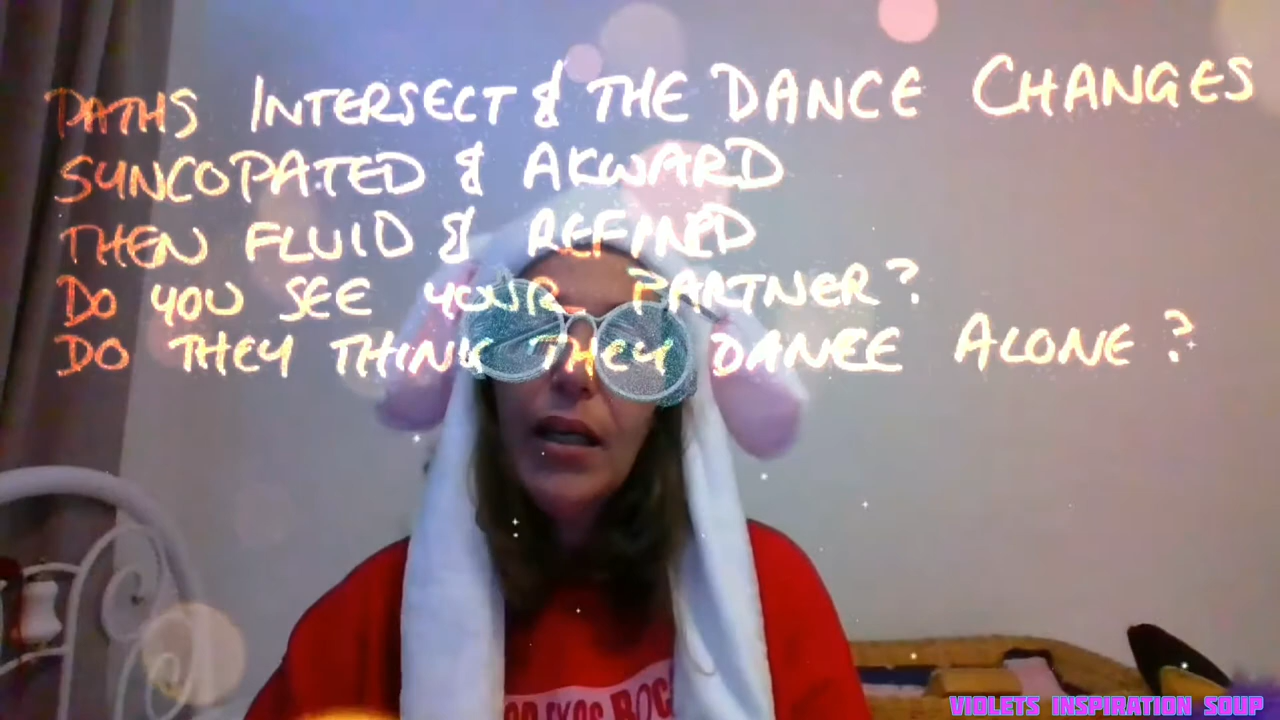 PATHS INTERSECT & THE DANCE CHANGES
SYNCOPATED & AKWARD
THEN FLUID & REFINED
DO YOU SEE YOUR PARTNER?
DO THEY THINK THEY DANCE ALONE?
VIOLETS INSPIRATION SOUP